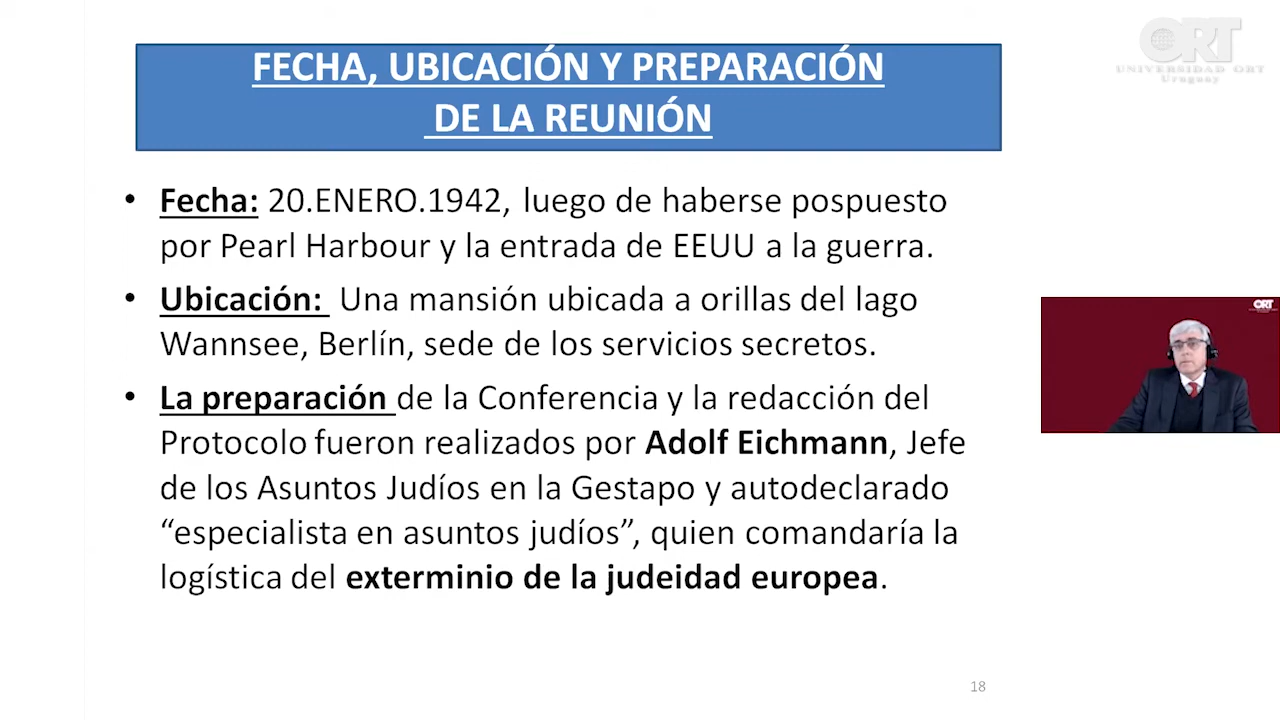 ORT
UNIVERSIDAD ORT
Uruguay
FECHA, UBICACIÓN Y PREPARACIÓN
DE LA REUNIÓN
• Fecha: 20.ENERO.1942, luego de haberse pospuesto
por Pearl Harbour y la entrada de EEUU a la guerra.
• Ubicación: Una mansión ubicada a orillas del lago
Wannsee, Berlín, sede de los servicios secretos.
• La preparación de la Conferencia y la redacción del
Protocolo fueron realizados por Adolf Eichmann, Jefe
de los Asuntos Judíos en la Gestapo y autodeclarado
“especialista en asuntos judíos”, quien comandaría la
logística del exterminio de la judeidad europea.
ORT
18